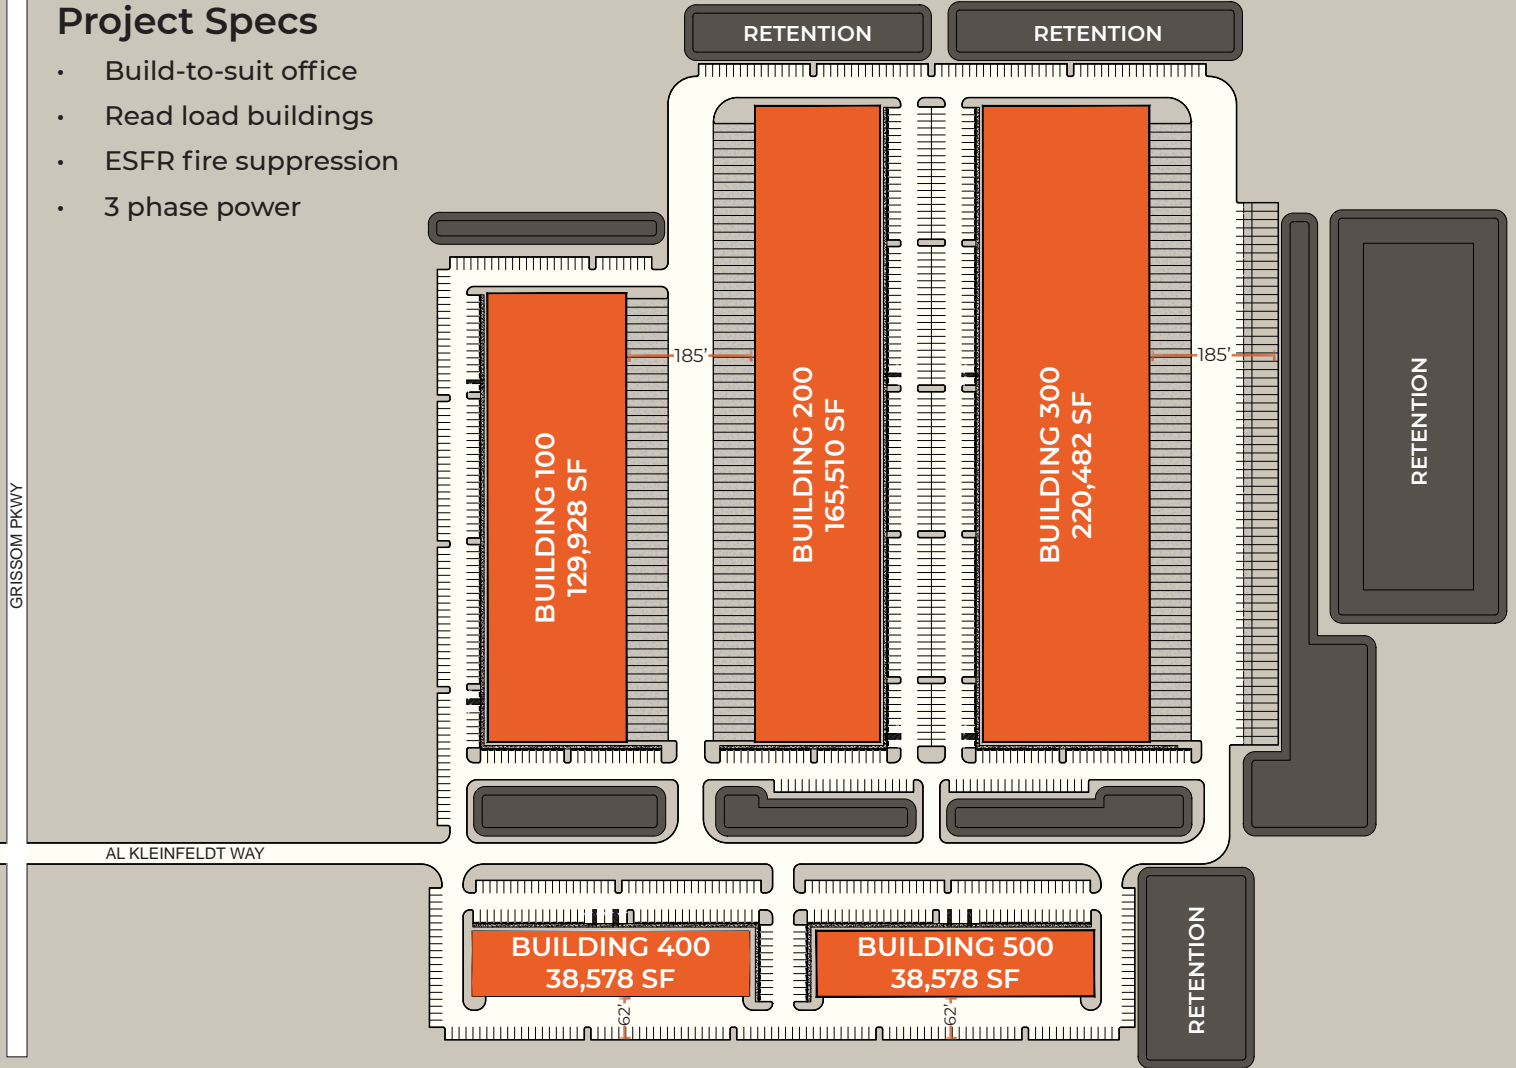 Project Specs
• Build-to-suit office
• Read load buildings
• ESFR fire suppression
• 3 phase power
RETENTION
RETENTION
185’
185’
BUILDING 100
129,928 SF
BUILDING 200
165,510 SF
BUILDING 300
220,482 SF
RETENTION
GRISSOM PKWY
AL KLEINFELDT WAY
BUILDING 400
38,578 SF
BUILDING 500
38,578 SF
RETENTION
62’
62’